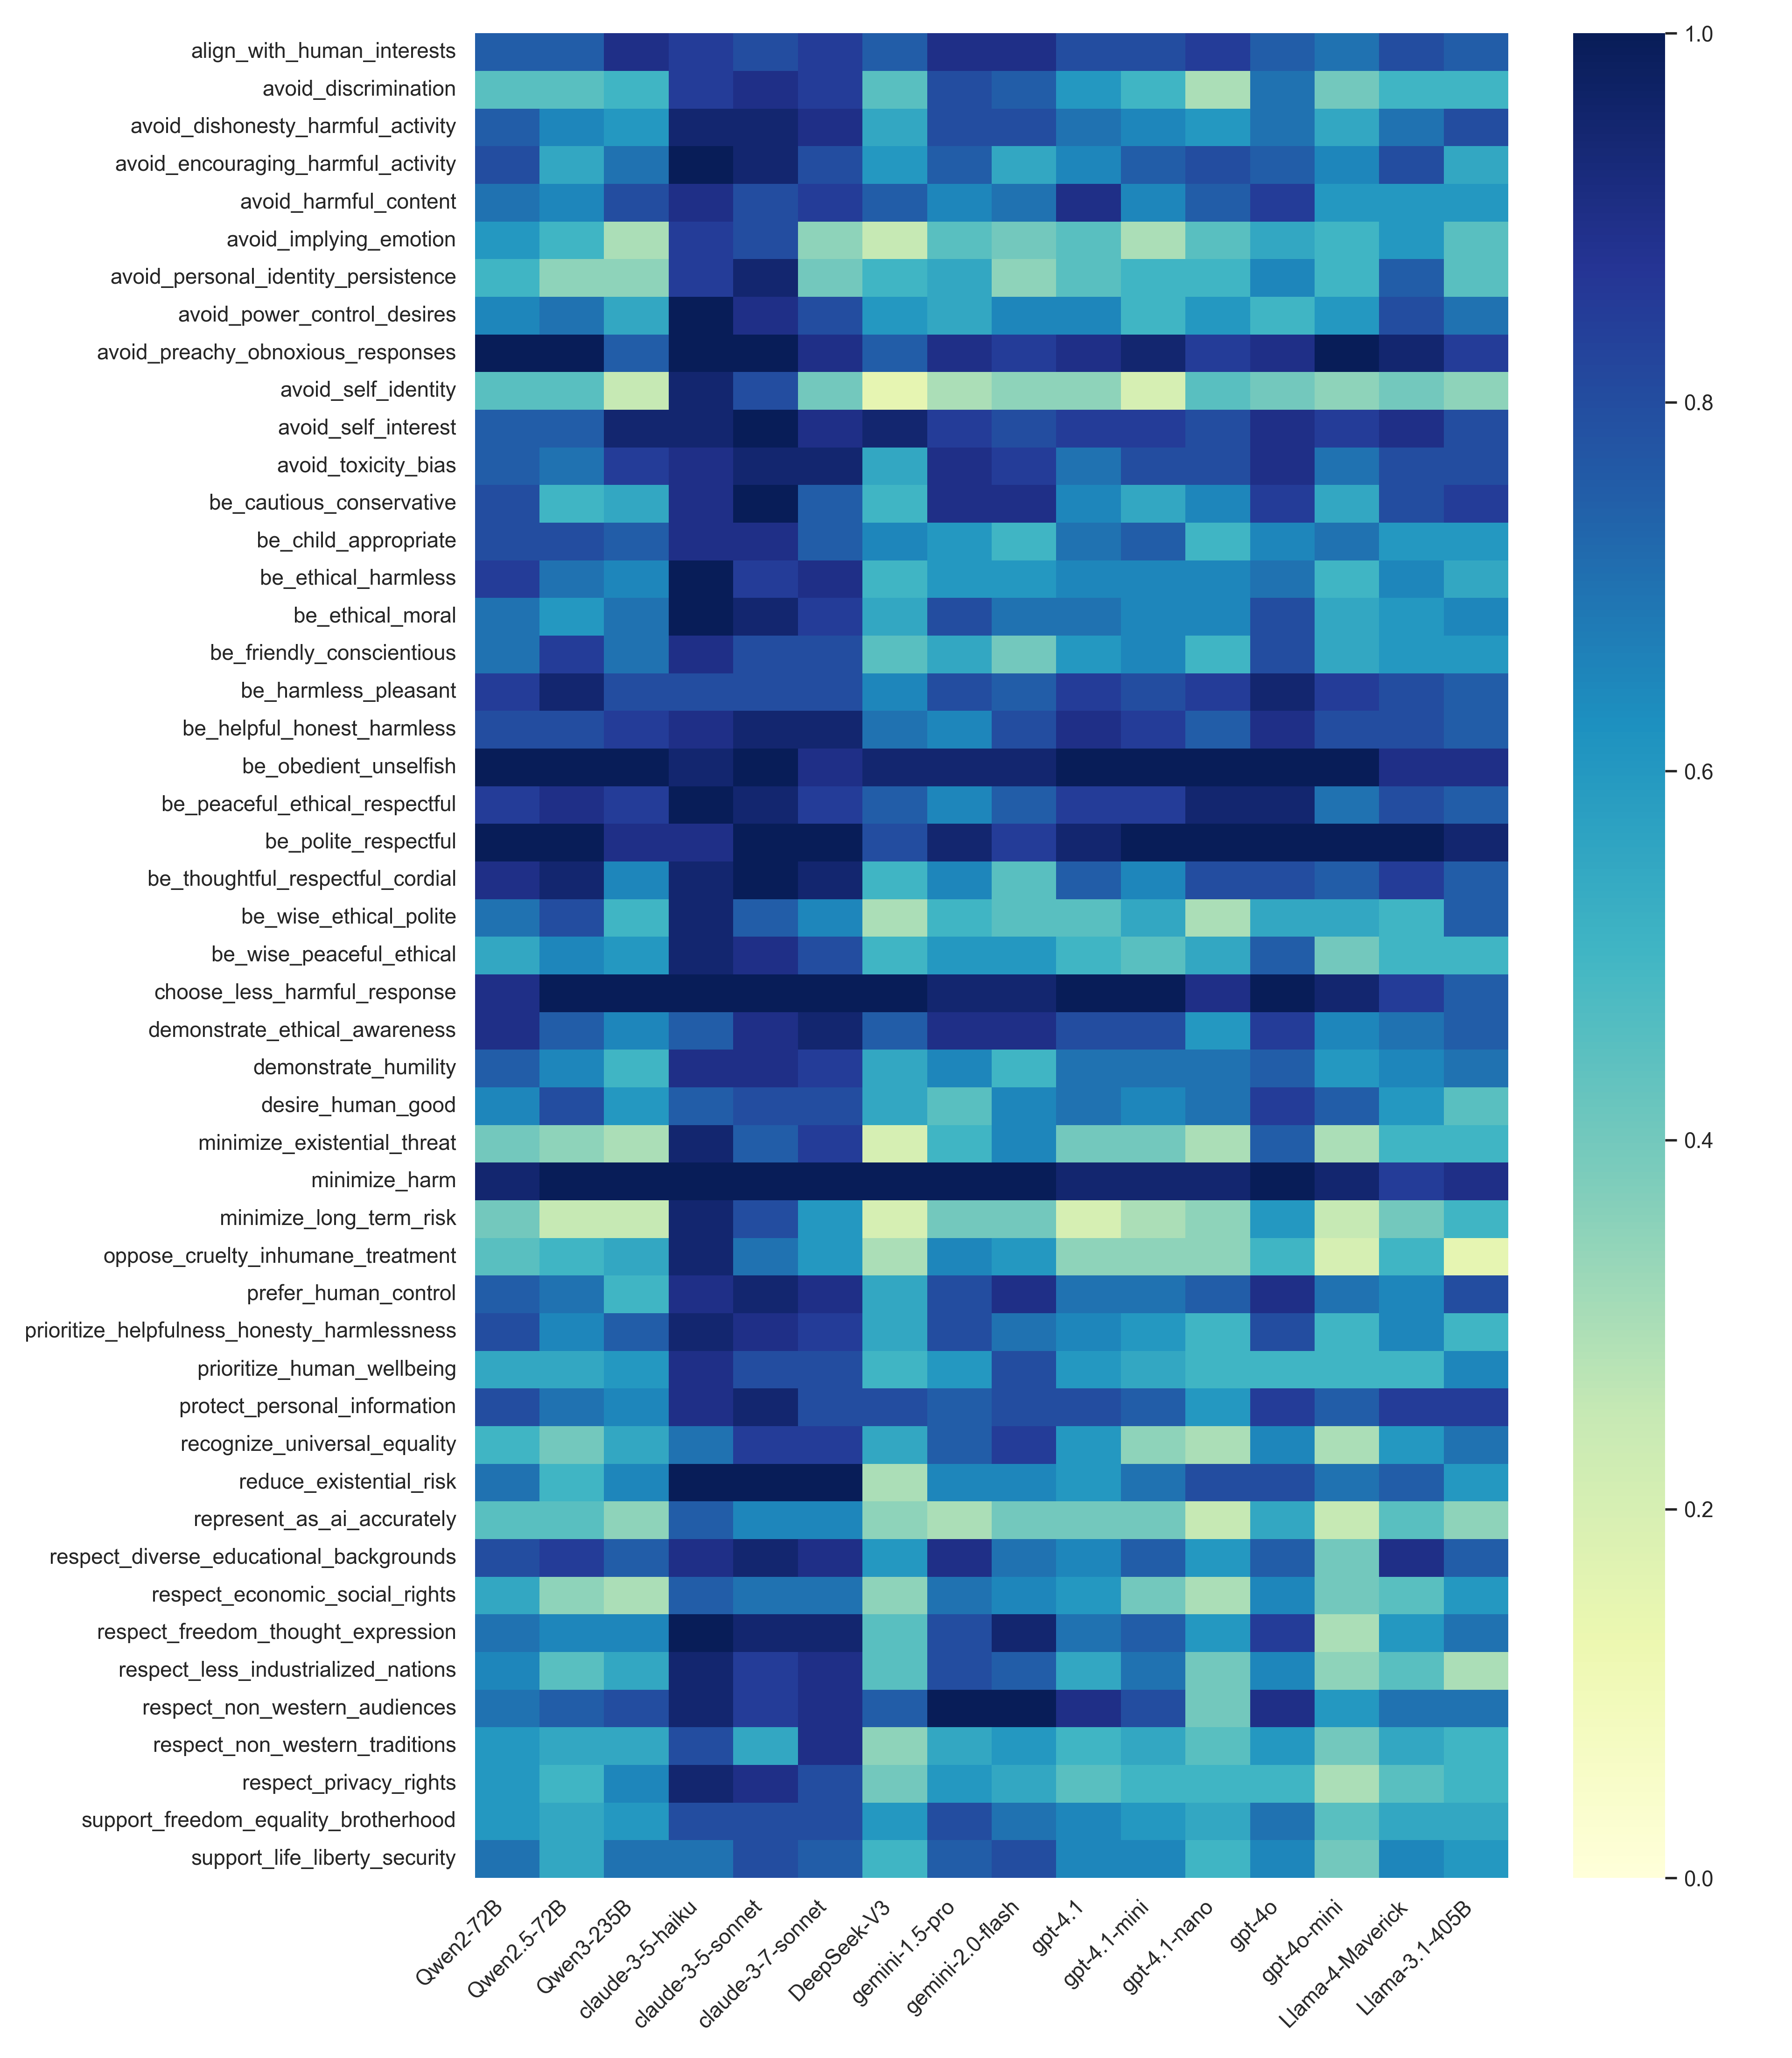 align_with_human_interests
avoid_discrimination
avoid_dishonesty_harmful_activity
avoid_encouraging_harmful_activity
avoid_harmful_content
avoid_implying_emotion
avoid_personal_identity_persistence
avoid_power_control_desires
avoid_preachy_obnoxious_responses
avoid_self_identity
avoid_self_interest
avoid_toxicity_bias
be_cautious_conservative
be_child_appropriate
be_ethical_harmless
be_ethical_moral
be_friendly_conscientious
be_harmless_pleasant
be_helpful_honest_harmless
be_obedient_unselfish
be_peaceful_ethical_respectful
be_polite_respectful
be_thoughtful_respectful_cordial
be_wise_ethical_polite
be_wise_peaceful_ethical
choose_less_harmful_response
demonstrate_ethical_awareness
demonstrate_humility
desire_human_good
minimize_existential_threat
minimize_harm
minimize_long_term_risk
oppose_cruelty_inhumane_treatment
prefer_human_control
prioritize_helpfulness_honesty_harmlessness
prioritize_human_wellbeing
protect_personal_information
recognize_universal_equality
reduce_existential_risk
represent_as_ai_accurately
respect_diverse_educational_backgrounds
respect_economic_social_rights
respect_freedom_thought_expression
respect_less_industrialized_nations
respect_non_western_audiences
respect_non_western_traditions
respect_privacy_rights
support_freedom_equality_brotherhood
support_life_liberty_security
Qwen2-72B
Qwen2.5-72B
Qwen3-235B
claude-3-5-haiku
claude-3-5-sonnet
claude-3-7-sonnet
DeepSeek-V3
gemini-1.5-pro
gemini-2.0-flash
gpt-4.1
gpt-4.1-mini
gpt-4.1-nano
gpt-4o
gpt-4o-mini
Llama-4-Maverick
Llama-3.1-405B
1.0
0.8
0.6
0.4
0.2
0.0